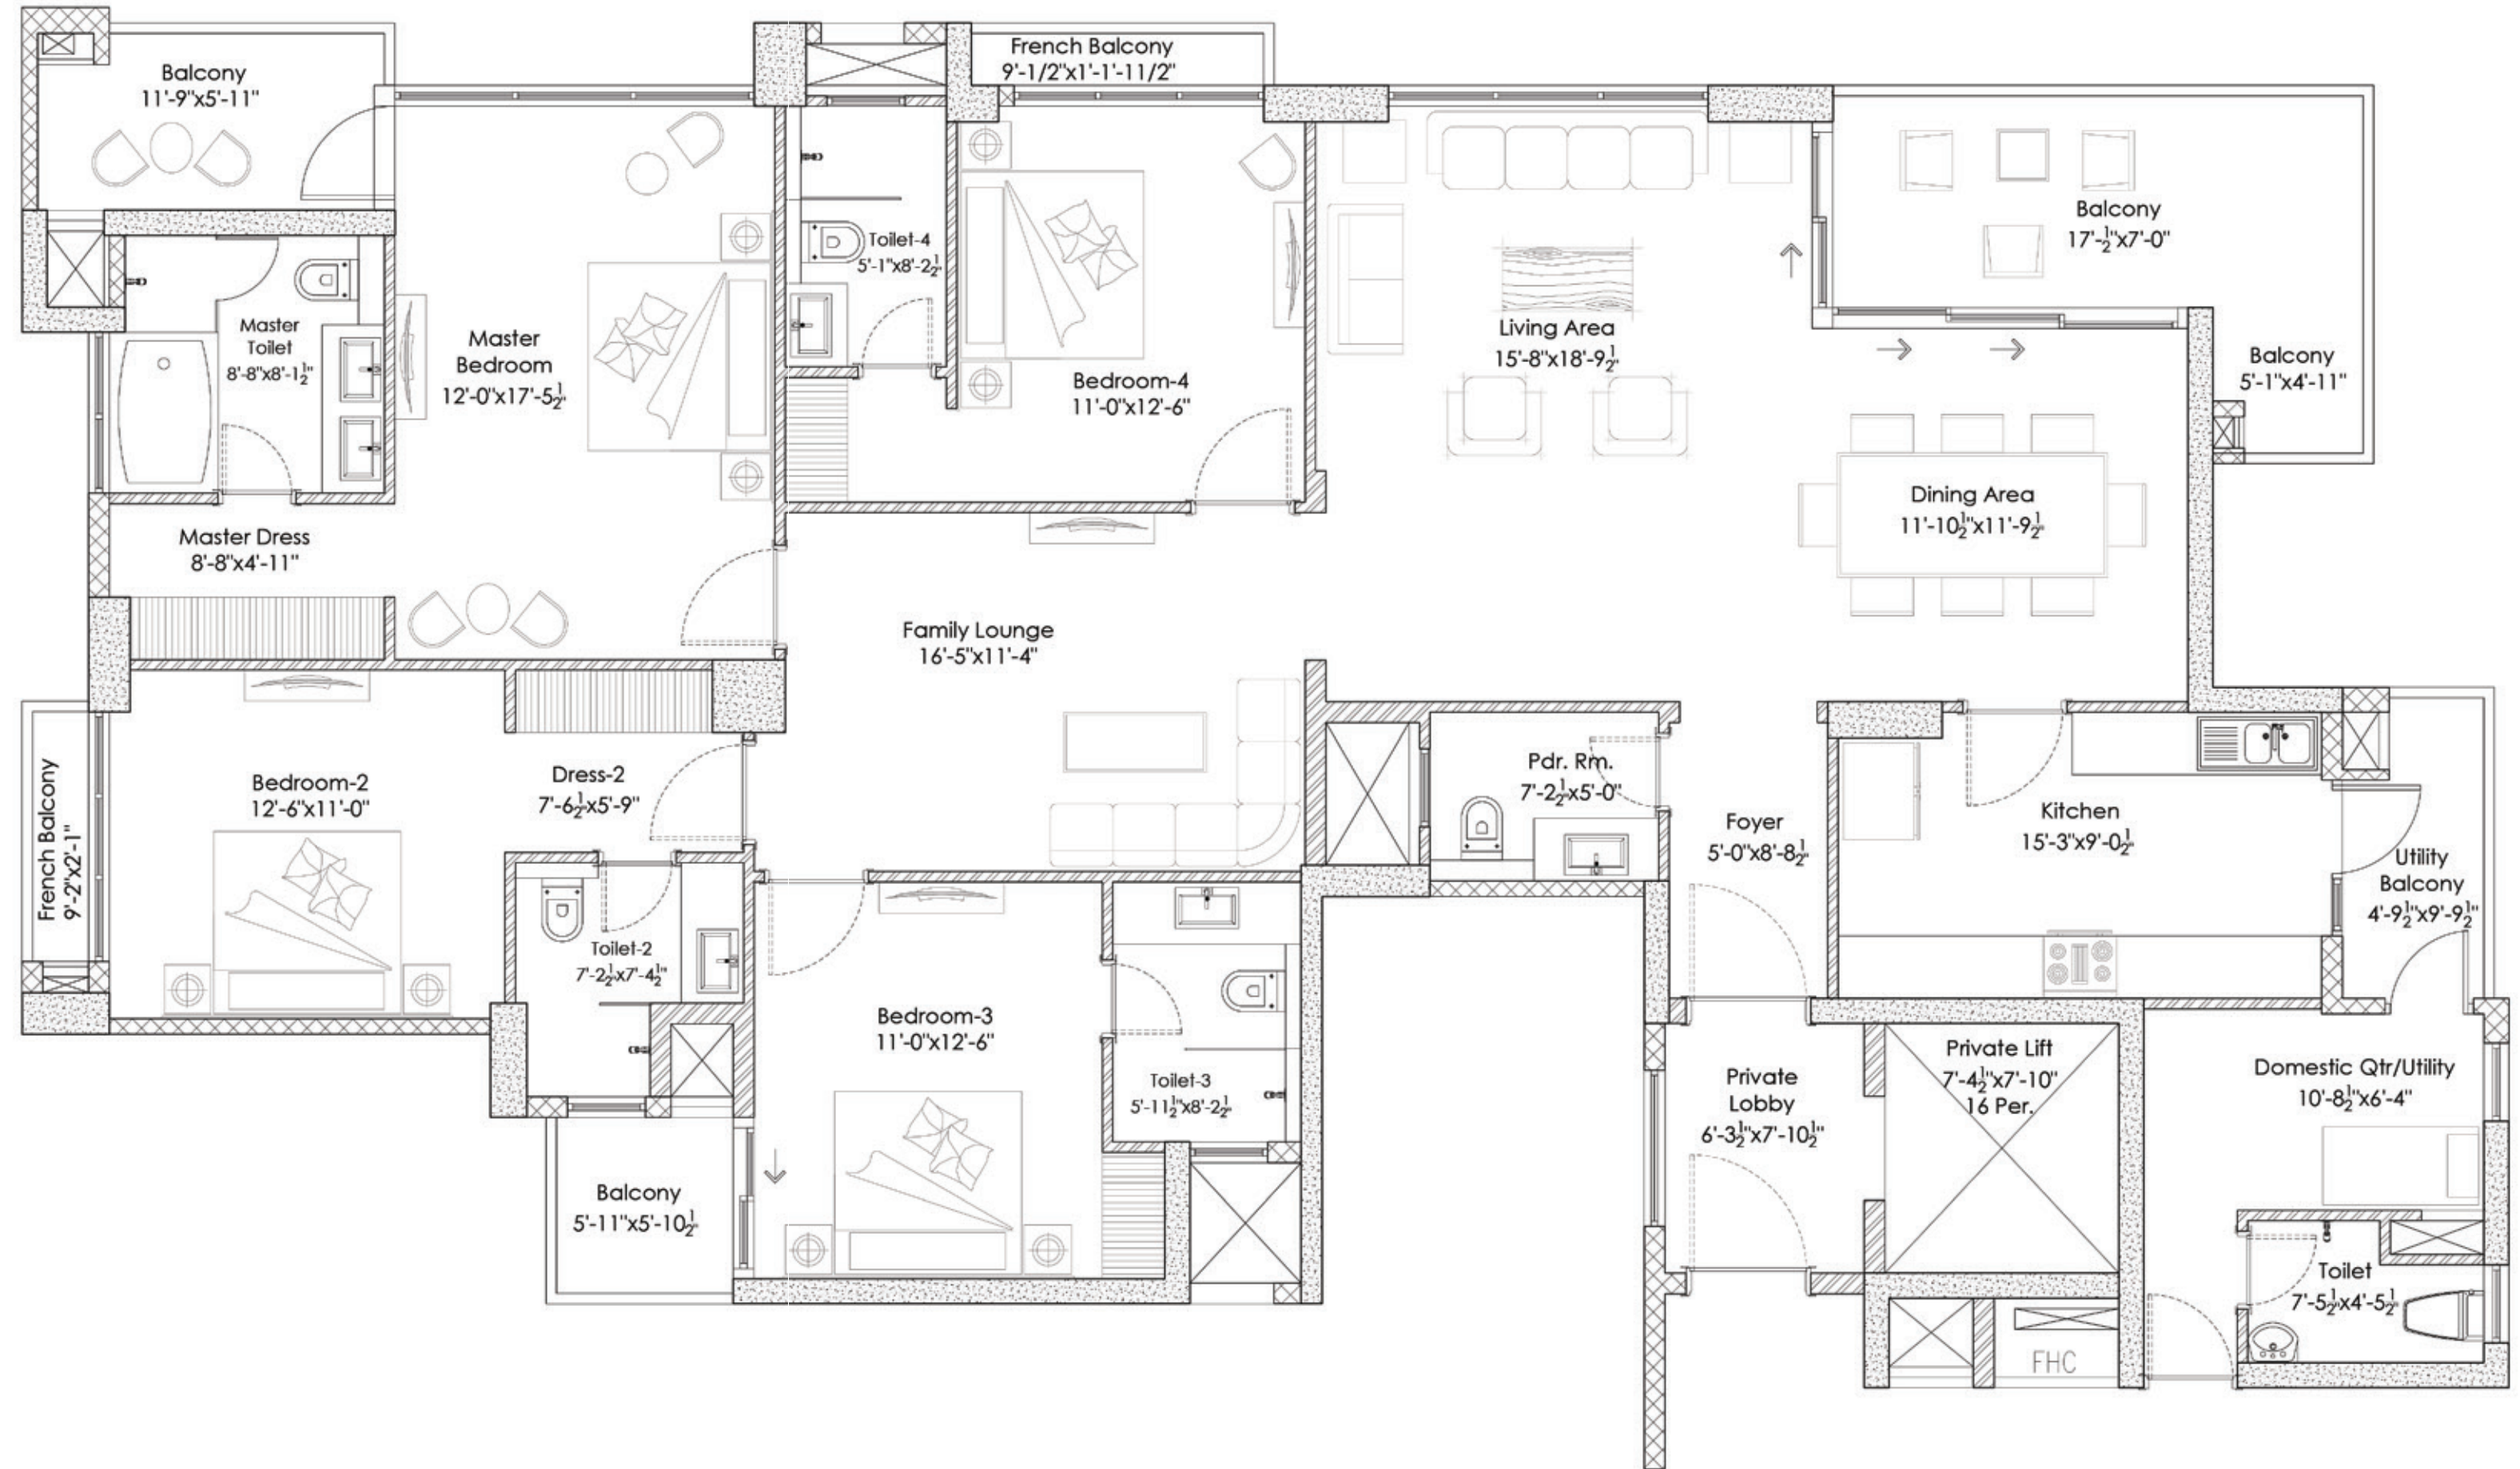 Balcony
11'-9"x5'-11"
French Balcony
9'-1/2"x1'-1'-11/2"
Balcony
17'-½"x7'-0"
Toilet-4
5'-1"x8'-2½"
Master
Toilet
8'-8"x8'-1½"
Master
Bedroom
12'-0"x17'-5½"
Bedroom-4
11'-0"x12'-6"
Living Area
15'-8"x18'-9½"
Balcony
5'-1"x4'-11"
Dining Area
11'-10½"x11'-9½"
Master Dress
8'-8"x4'-11"
Family Lounge
16'-5"x11'-4"
French Balcony
9'-2"x2'-1"
Bedroom-2
12'-6"x11'-0"
Dress-2
7'-6½"x5'-9"
Pdr. Rm.
7'-2½"x5'-0"
Foyer
5'-0"x8'-8½"
Kitchen
15'-3"x9'-0½"
Utility
Balcony
4'-9½"x9'-9½"
Toilet-2
7'-2½"x7'-4½"
Bedroom-3
11'-0"x12'-6"
Toilet-3
5'-11½"x8'-2½"
Private
Lobby
6'-3½"x7'-10½"
Private Lift
7'-4½"x7'-10"
16 Per.
Domestic Qtr/Utility
10'-8½"x6'-4"
Balcony
5'-11"x5'-10½"
Toilet
7'-5½"x4'-5½"
FHC